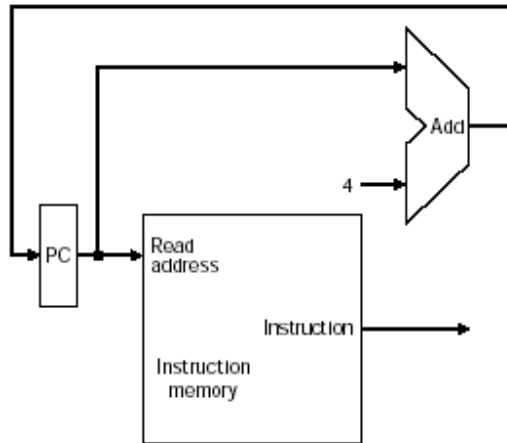 Add
4
PC
Read
address
Instruction
Instruction
memory